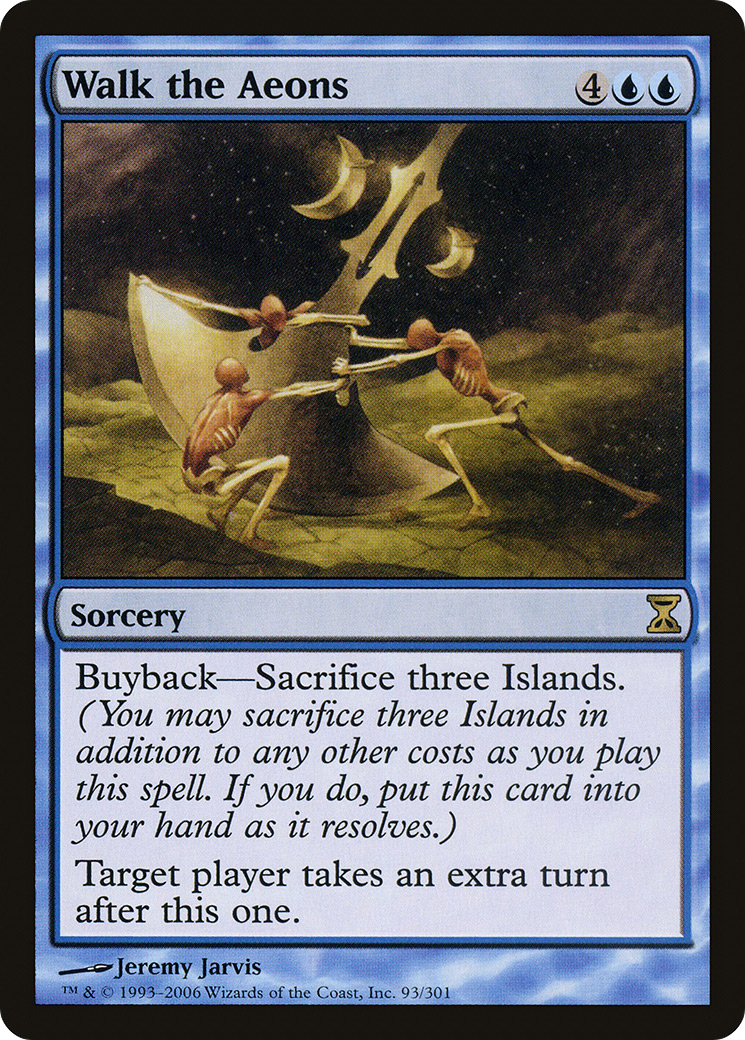 Walk the Aeons 4
Sorcery
Buyback—Sacrifice three Islands.
(You may sacrifice three Islands in
addition to any other costs as you play
this spell. If you do, put this card into
your hand as it resolves.)
Target player takes an extra turn
after this one.
Jeremy Jarvis
™ & © 1993–2006 Wizards of the Coast, Inc. 93/301